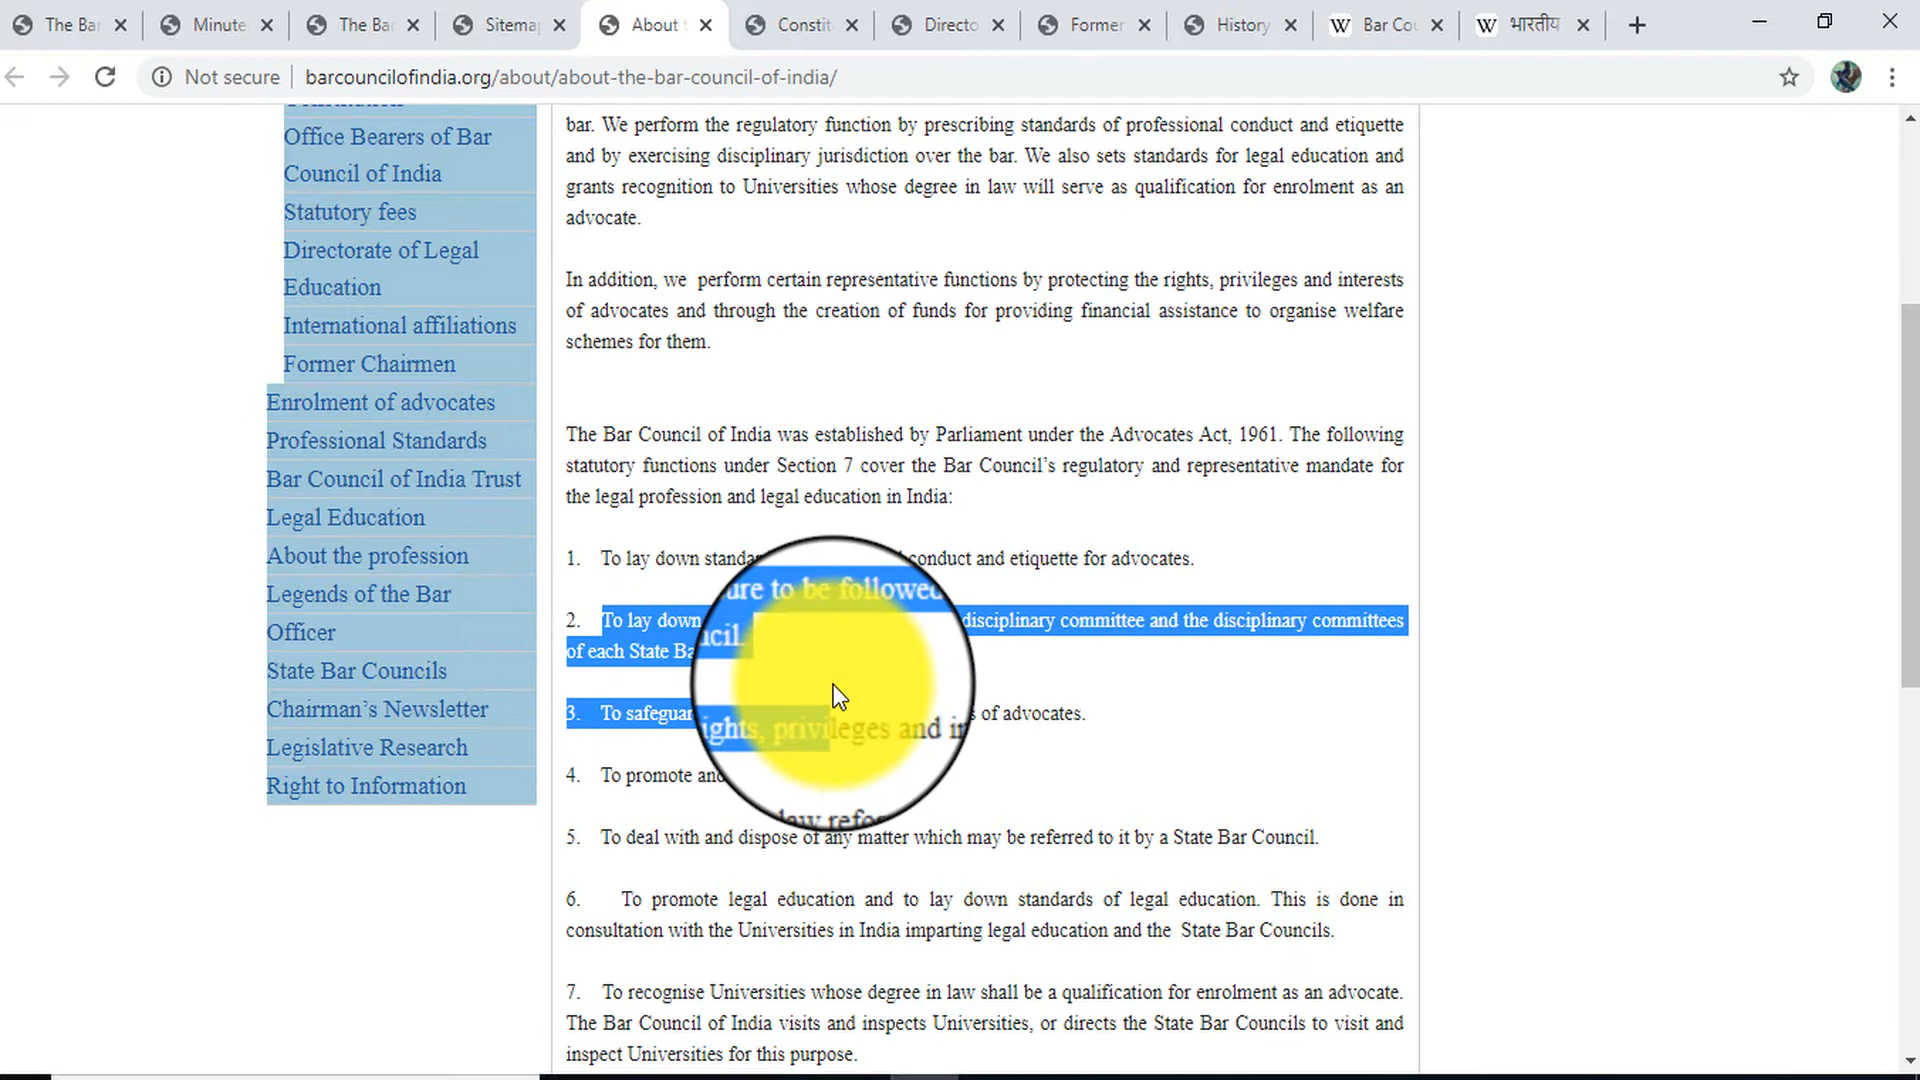 The Bar
Minute
The Bar
Sitema
About
Constit
Directo
Former
History
W Bar Cou
W भारतीय
Not secure
barcouncilofindia.org/about/about-the-bar-council-of-india/
Office Bearers of Bar
Council of India
Statutory fees
Directorate of Legal
Education
International affiliations
Former Chairmen
Enrolment of advocates
Professional Standards
Bar Council of India Trust
Legal Education
About the profession
Legends of the Bar
Officer
State Bar Councils
Chairman’s Newsletter
Legislative Research
Right to Information
bar. We perform the regulatory function by prescribing standards of professional conduct and etiquette
and by exercising disciplinary jurisdiction over the bar. We also sets standards for legal education and
grants recognition to Universities whose degree in law will serve as qualification for enrolment as an
advocate.
In addition, we perform certain representative functions by protecting the rights, privileges and interests
of advocates and through the creation of funds for providing financial assistance to organise welfare
schemes for them.
The Bar Council of India was established by Parliament under the Advocates Act, 1961. The following
statutory functions under Section 7 cover the Bar Council’s regulatory and representative mandate for
the legal profession and legal education in India:
1. To lay down standa conduct and etiquette for advocates.
ure to be followed
2. To lay down disciplinary committee and the disciplinary committees
of each State Ba ncil.
3. To safeguar ights, privileges and in s of advocates.
4. To promote and law refo
5. To deal with and dispose of any matter which may be referred to it by a State Bar Council.
6. To promote legal education and to lay down standards of legal education. This is done in
consultation with the Universities in India imparting legal education and the State Bar Councils.
7. To recognise Universities whose degree in law shall be a qualification for enrolment as an advocate.
The Bar Council of India visits and inspects Universities, or directs the State Bar Councils to visit and
inspect Universities for this purpose.